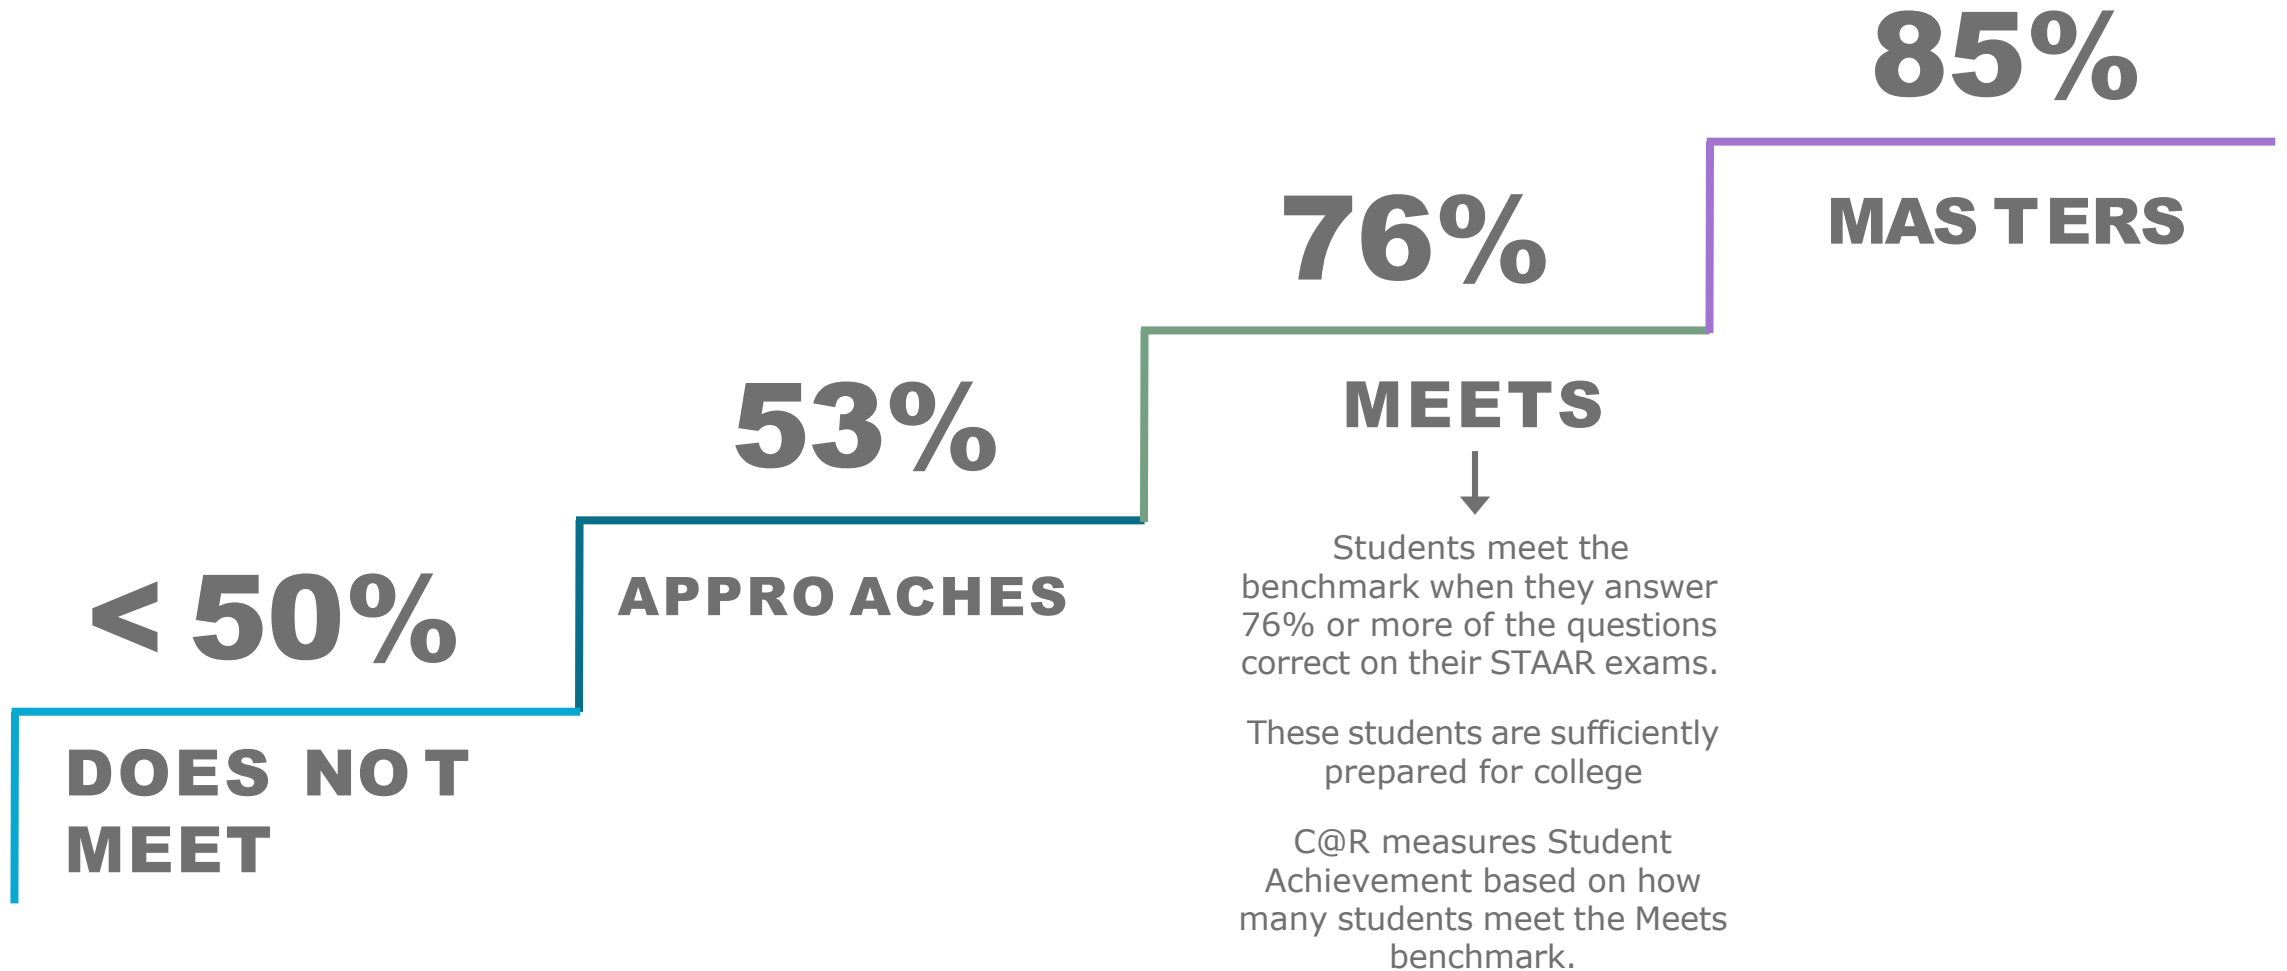 < 50%
DOES NOT
MEET
53%
APPROACHES
76%
MEETS
Students meet the
benchmark when they answer
76% or more of the questions
correct on their STAAR exams.
These students are sufficiently
prepared for college
C@R measures Student
Achievement based on how
many students meet the Meets
benchmark.
85%
MASTERS